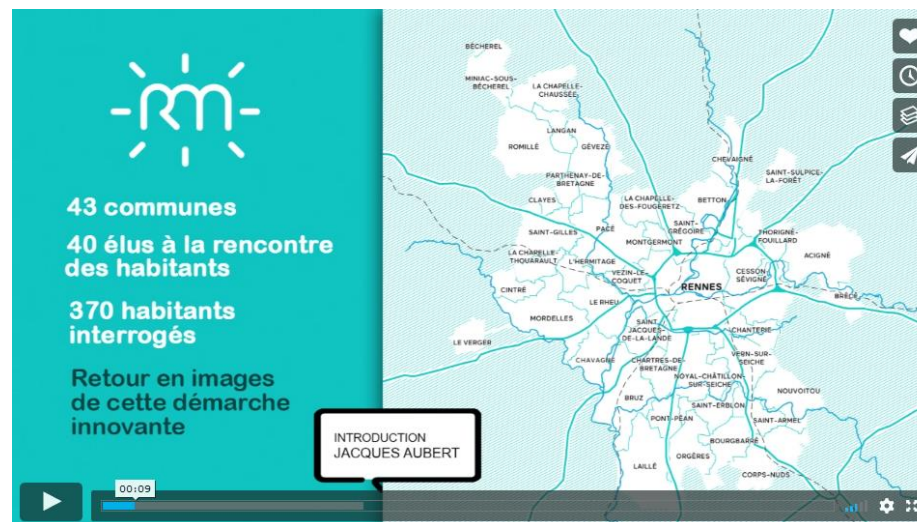 RM
43 communes
40 élus à la rencontre
des habitants
370 habitants
interrogés
Retour en images
de cette démarche
innovante
INTRODUCTION
JACQUES AUBERT
00:09
BÉCHEREL
MINIAC-SOUS-
BÉCHEREL
LA CHAPELLE-
CHAUSSÉE
LANGAN
ROMILLÉ
GÉVEZÉ
CHEVAIGNÉ
SAINT-SULPICE-
LA-FORÊT
PARTHENAY-DE-
BRETAGNE
CLAYES
LA CHAPELLE-
DES-FOUGERETZ
BETTON
SAINT-GILLES
PACÉ
SAINT-
GRÉGOIRE
MONTGERMONT
THORIGNÉ-
FOUILLARD
LA CHAPELLE-
THOUARAULT
L'HERMITAGE
ACIGNÉ
VEZIN-LE-
COQUET
CESSON-
SÉVIGNÉ
CINTRÉ
RENNES
LE RHEU
BRÉCÉ
MORDELLES
SAINT-
JACQUES-
DE-LA-LANDE
CHANTEPIE
LE VERGER
CHAVAGNE
CHARTRES-DE-
BRETAGNE
VERN-SUR-
SEICHE
NOYAL-CHÂTILLON-
SUR-SEICHE
NOUVOITOU
BRUZ
SAINT-ERBLON
PONT-PÉAN
SAINT-ARMEL
BOURGBARRÉ
ORGÈRES
LAILLÉ
CORPS-NUDS